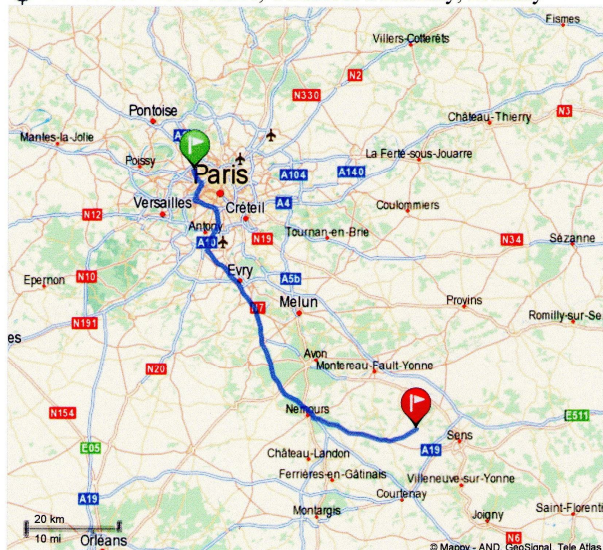 Fismes
Villers-Cotterêts
N2
N330
Pontoise
Château-Thierry
N3
Mantes-la-Jolie
Poissy
La Ferté-sous-Jouarre
Paris
A104
A140
Versailles
Créteil
A4
Coulommiers
N12
Antony
A10
N19
Tournan-en-Brie
N34
Sézanne
Epernon
N10
Evry
A5b
Melun
Provins
N7
Romilly-sur-Se
N191
es
Avon
Montereau-Fault-Yonne
N20
N154
Nemours
E511
E05
A19
Sens
Château-Landon
Ferrières-en-Gâtinais
Villeneuve-sur-Yonne
A19
Courtenay
Montargis
Joigny
Saint-Florenti
20 km
10 mi
Orléans
N6
© Mappy - AND, GeoSignal, Tele Atlas